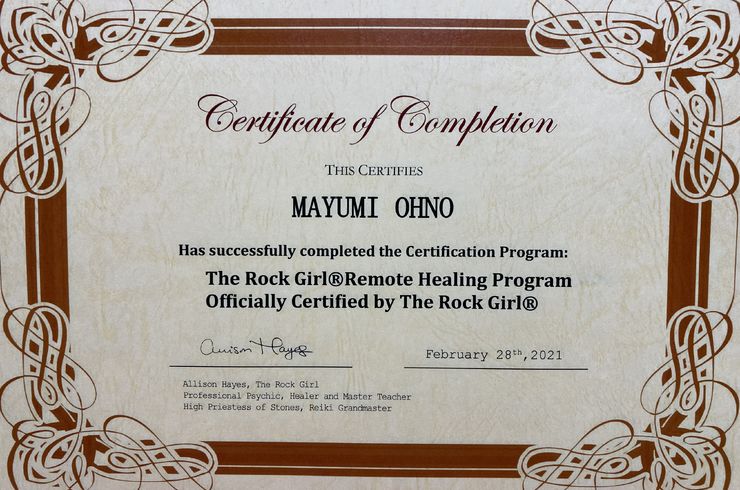 Certificate of Completion
THIS CERTIFIES
MAYUMI OHNO
Has successfully completed the Certification Program:
The Rock Girl®Remote Healing Program
Officially Certified by The Rock Girl®
Allison Hayes
February 28th,2021
Allison Hayes, The Rock Girl
Professional Psychic, Healer and Master Teacher
High Priestess of Stones, Reiki Grandmaster